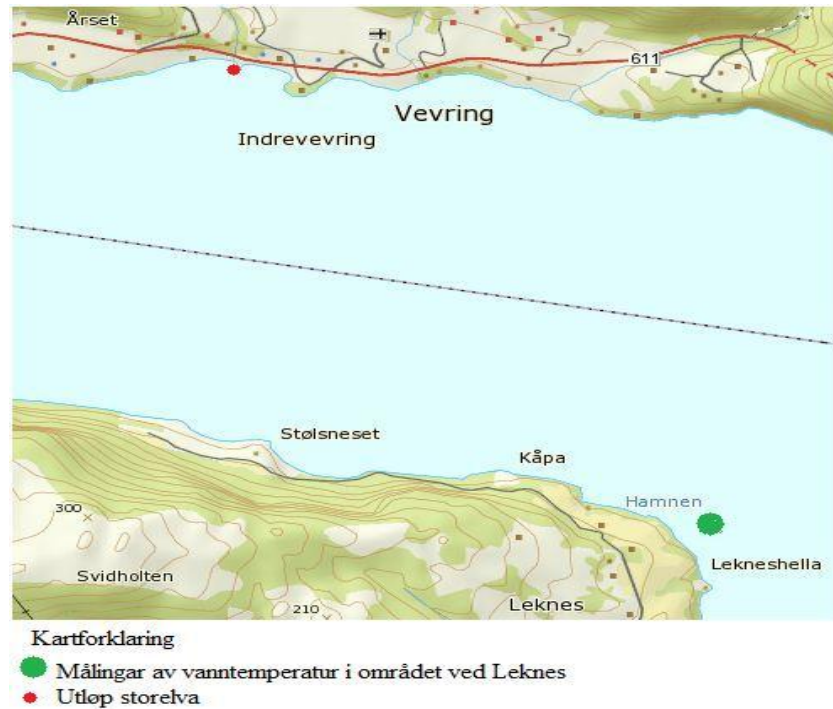 Årset
611
Vevring
Indrevevring
Stølsneset
Kåpa
Hamnen
300
Lekneshella
Svidholten
Leknes
210
Kartforklaring
Målingar av vanntemperatur i området ved Leknes
Utløp storelva